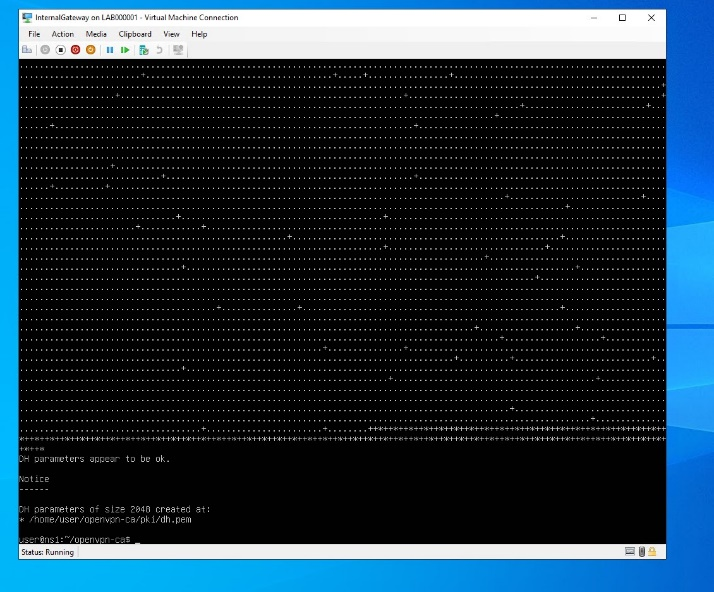 InternalGateway on LAB000001 - Virtual Machine Connection
File Action Media Clipboard View Help
DH parameters appear to be ok.
Notice
------
DH parameters of size 2048 created at:
* /home/user/openvpn-ca/pki/dh.pem
user@ns1:~/openvpn-ca$ _
Status: Running